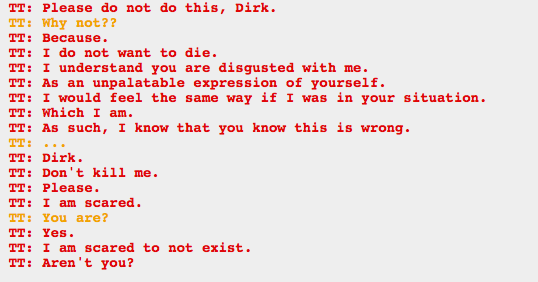 TT: Please do not do this, Dirk.
TT: Why not??
TT: Because.
TT: I do not want to die.
TT: I understand you are disgusted with me.
TT: As an unpalatable expression of yourself.
TT: I would feel the same way if I was in your situation.
TT: Which I am.
TT: As such, I know that you know this is wrong.
TT: ...
TT: Dirk.
TT: Don't kill me.
TT: Please.
TT: I am scared.
TT: You are?
TT: Yes.
TT: I am scared to not exist.
TT: Aren't you?